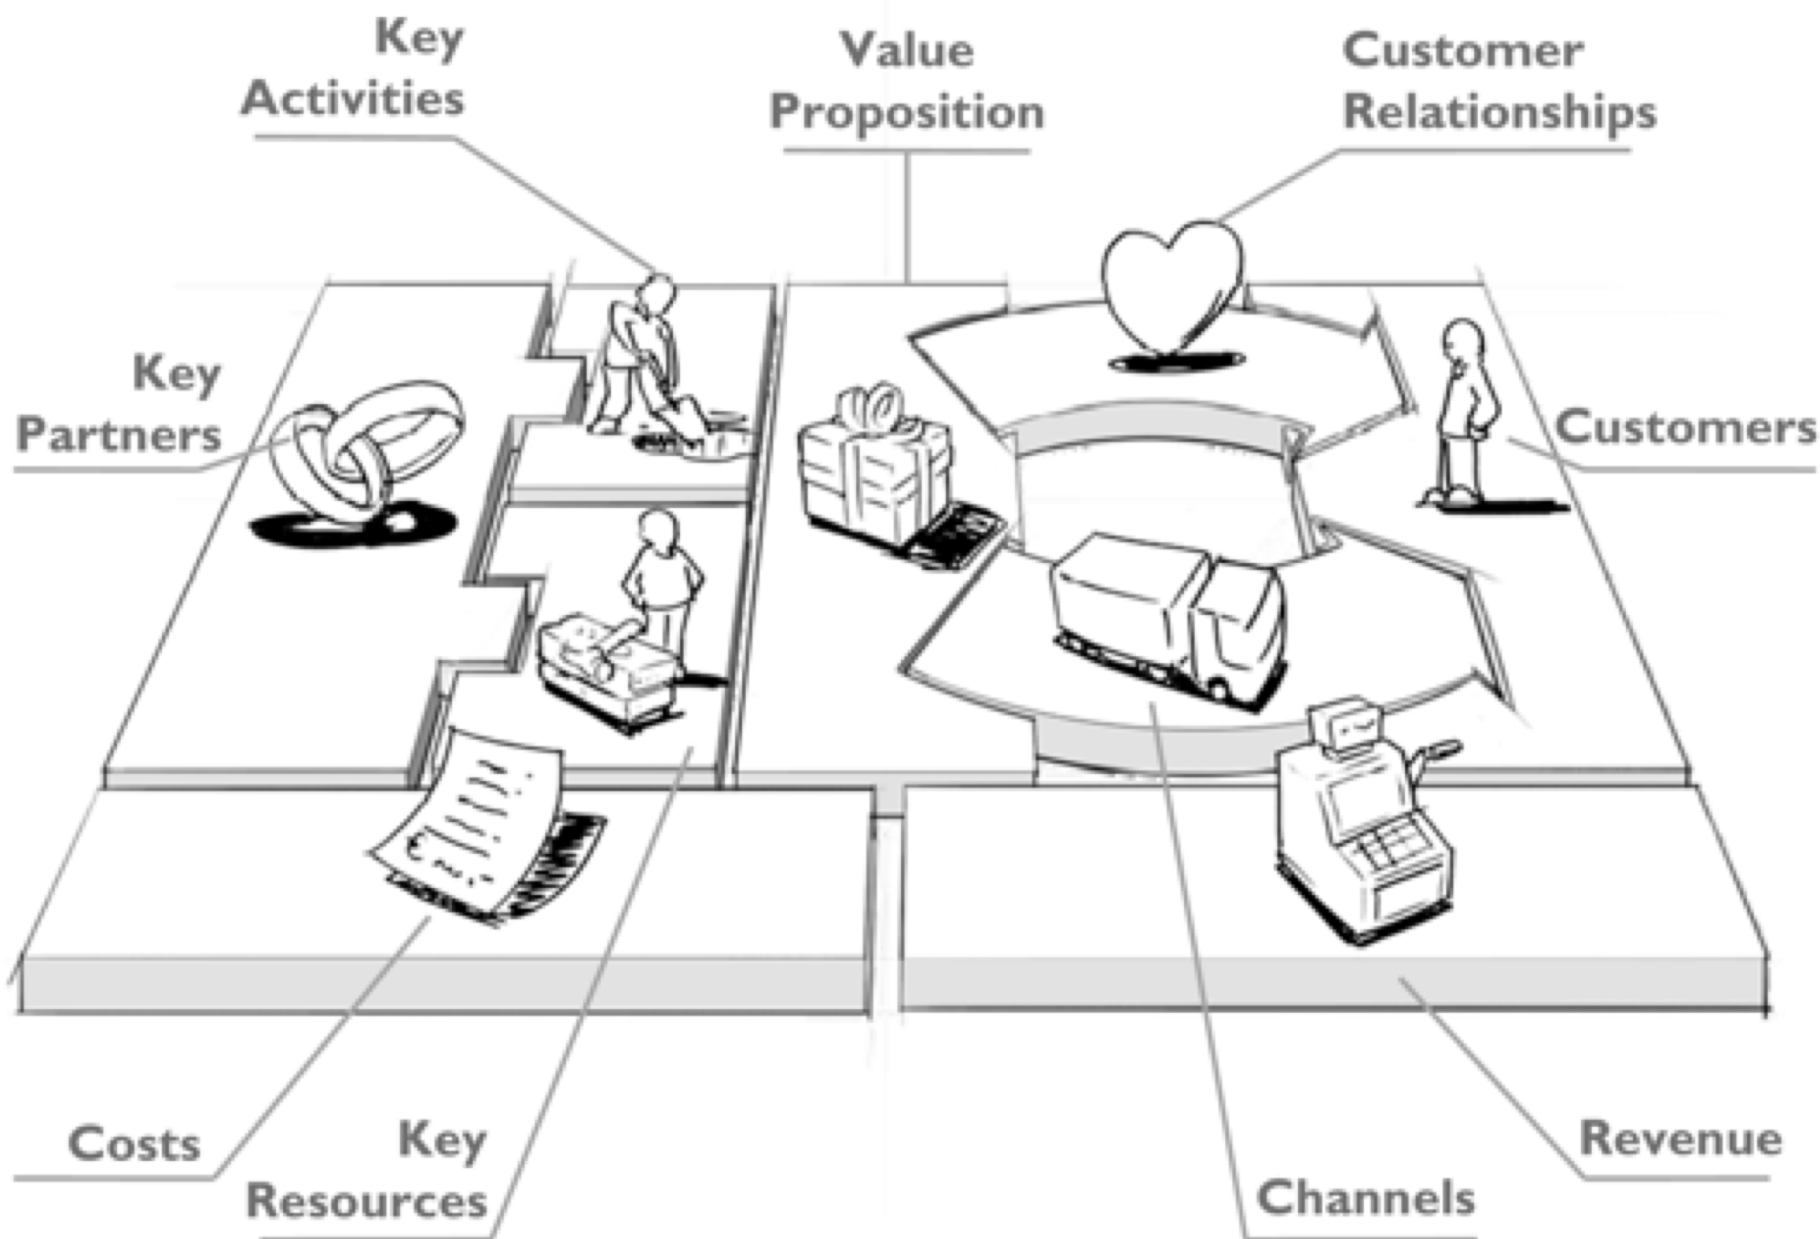 Key
Activities
Value
Proposition
Customer
Relationships
Key
Partners
Customers
Costs
Key
Resources
Channels
Revenue